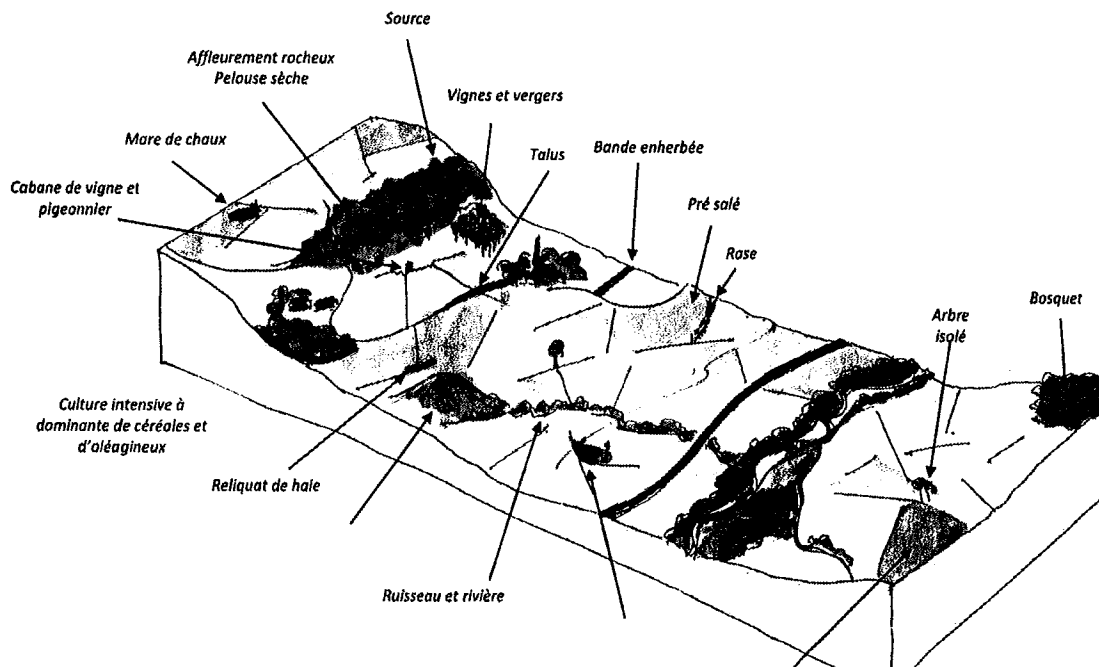 Source
Affleurement rocheux
Pelouse sèche
Vignes et vergers
Mare de chaux
Talus
Bande enherbée
Cabane de vigne et
pigeonnier
Pré salé
Rase
Bosquet
Arbre
isolé
Culture intensive à
dominante de céréales et
d'oléagineux
Reliquat de haie
Ruisseau et rivière